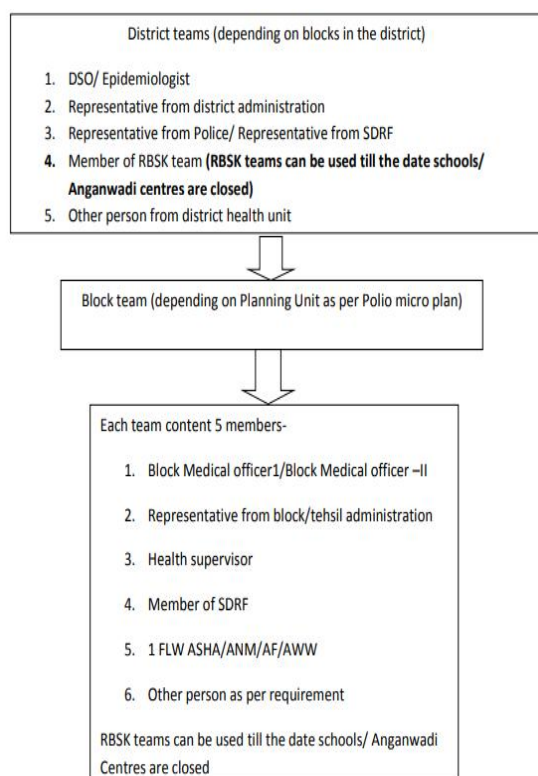 District teams (depending on blocks in the district)
1. DSO/ Epidemiologist
2. Representative from district administration
3. Representative from Police/ Representative from SDRF
4. Member of RBSK team (RBSK teams can be used till the date schools/
Anganwadi centres are closed)
5. Other person from district health unit
Block team (depending on Planning Unit as per Polio micro plan)
Each team content 5 members-
1. Block Medical officer1/Block Medical officer –II
2. Representative from block/tehsil administration
3. Health supervisor
4. Member of SDRF
5. 1 FLW ASHA/ANM/AF/AWW
6. Other person as per requirement
RBSK teams can be used till the date schools/ Anganwadi
Centres are closed